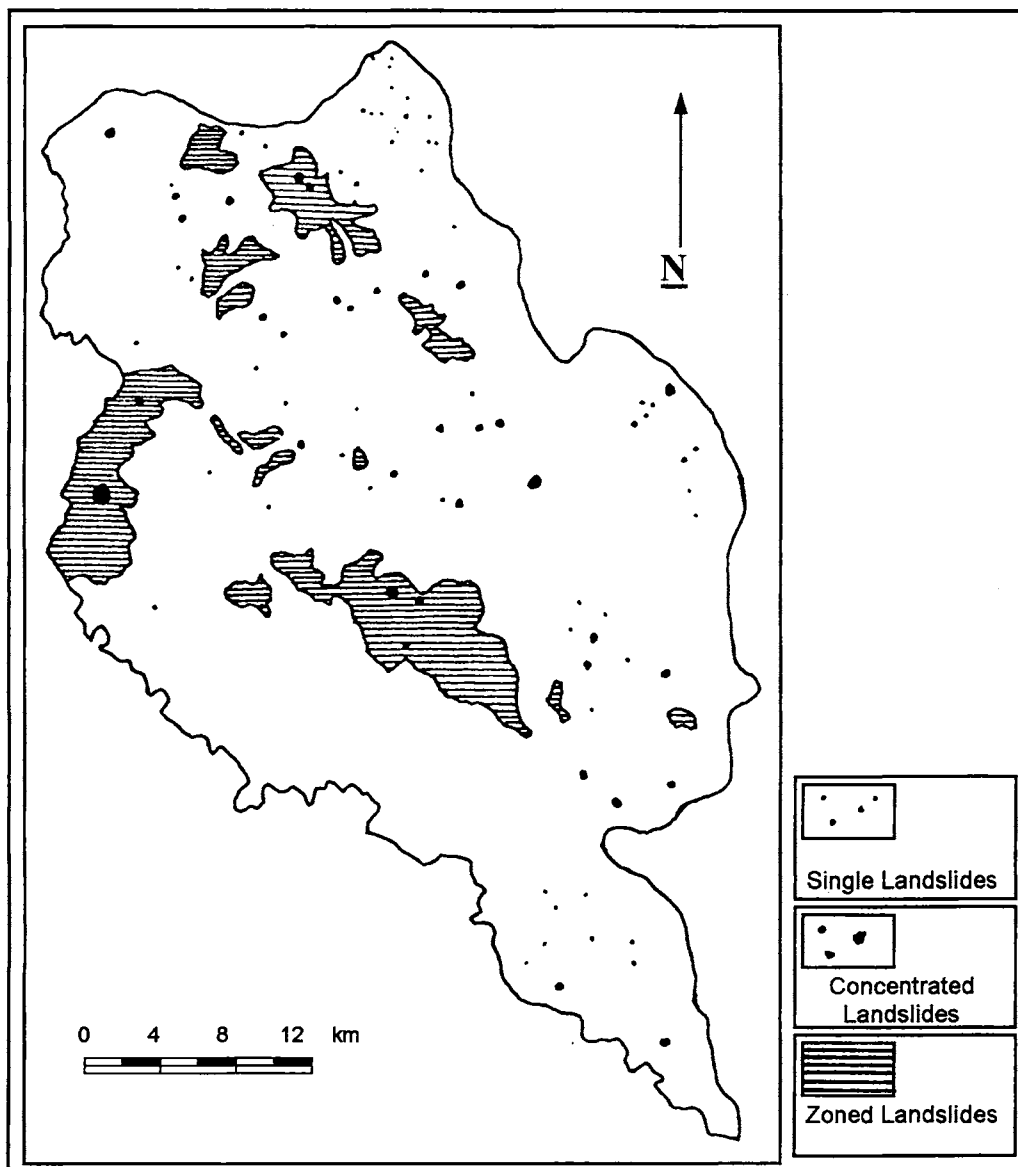 N
Single Landslides
Concentrated
Landslides
0 4 8 12 km
Zoned Landslides